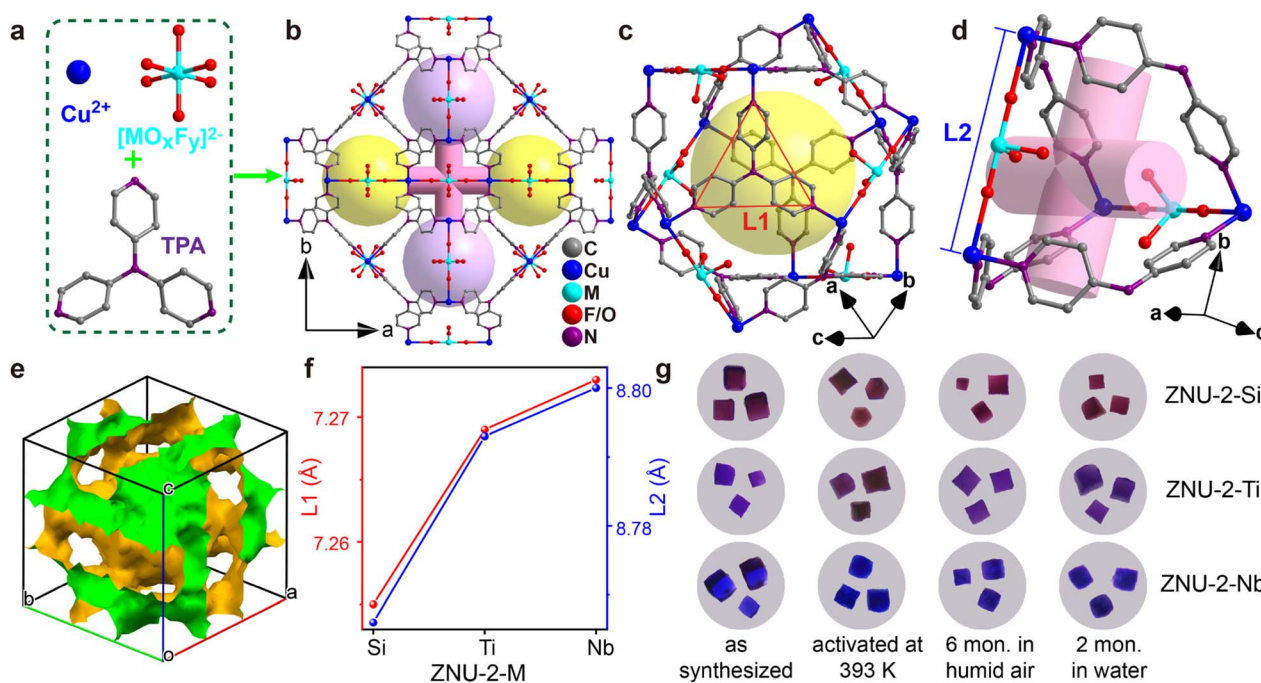 a
Cu2+
[MOxFy]2-
+
TPA
b
b
a
C
Cu
M
F/O
N
c
L1
a
b
c
d
L2
b
a
c
e
c
b
a
o
f
7.27
7.26
L1 (Å)
8.80
8.78
L2 (Å)
Si
Ti
Nb
ZNU-2-M
g
ZNU-2-Si
ZNU-2-Ti
ZNU-2-Nb
as
synthesized
activated at
393 K
6 mon. in
humid air
2 mon.
in water